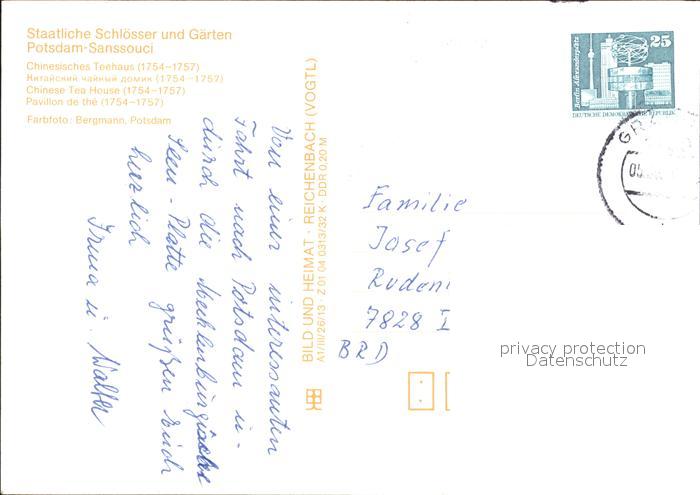 Staatliche Schlösser und Gärten
Potsdam-Sanssouci
Chinesisches Teehaus (1754–1757)
Китайский чайный домик (1754–1757)
Chinese Tea House (1754–1757)
Pavillon de thé (1754–1757)
Farbfoto: Bergmann, Potsdam
Von einer interessanten
Fahrt nach Potsdam u.
durch die Mecklenburgische
Seen-Platte grüßen Euch
herzlich
Irma u. Walter
BILD UND HEIMAT · REICHENBACH (VOGTL)
A1/III/26/13 · Z 01 04 0313/32 K · DDR 0,20 M
Berlin, Alexanderplatz
25
DEUTSCHE DEMOKRATISCHE REPUBLIK
Familie
Josef
7828
BRD
privacy protection
Datenschutz